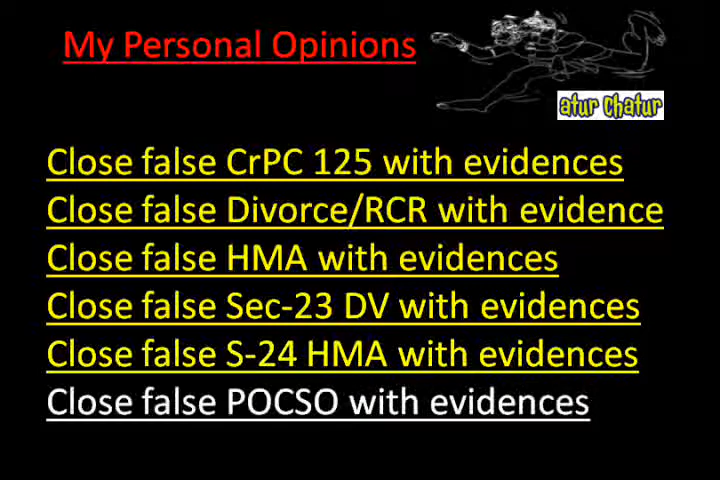 My Personal Opinions
atur chatur
Close false CrPC 125 with evidences
Close false Divorce/RCR with evidence
Close false HMA with evidences
Close false Sec-23 DV with evidences
Close false S-24 HMA with evidences
Close false POCSO with evidences